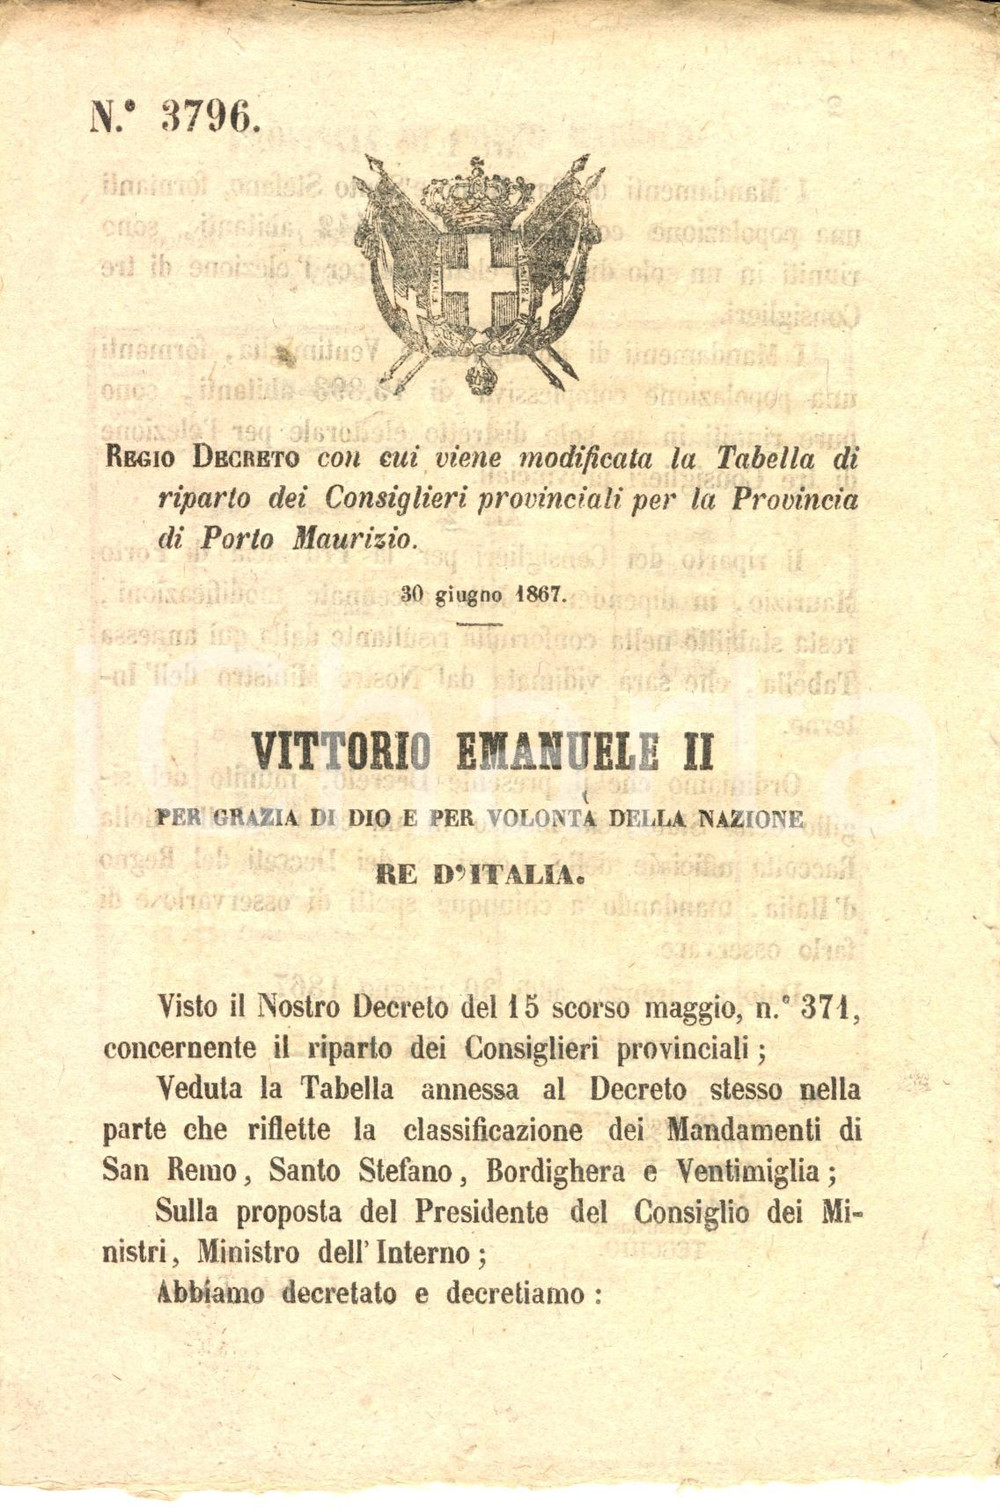 N.° 3796.
REGIO DECRETO con cui viene modificata la Tabella di
riparto dei Consiglieri provinciali per la Provincia
di Porto Maurizio.
30 giugno 1867.
VITTORIO EMANUELE II
PER GRAZIA DI DIO E PER VOLONTÀ DELLA NAZIONE
RE D'ITALIA.
Visto il Nostro Decreto del 15 scorso maggio, n.° 371,
concernente il riparto dei Consiglieri provinciali ;
Veduta la Tabella annessa al Decreto stesso nella
parte che riflette la classificazione dei Mandamenti di
San Remo, Santo Stefano, Bordighera e Ventimiglia ;
Sulla proposta del Presidente del Consiglio dei Mi-
nistri, Ministro dell'Interno ;
Abbiamo decretato e decretiamo :